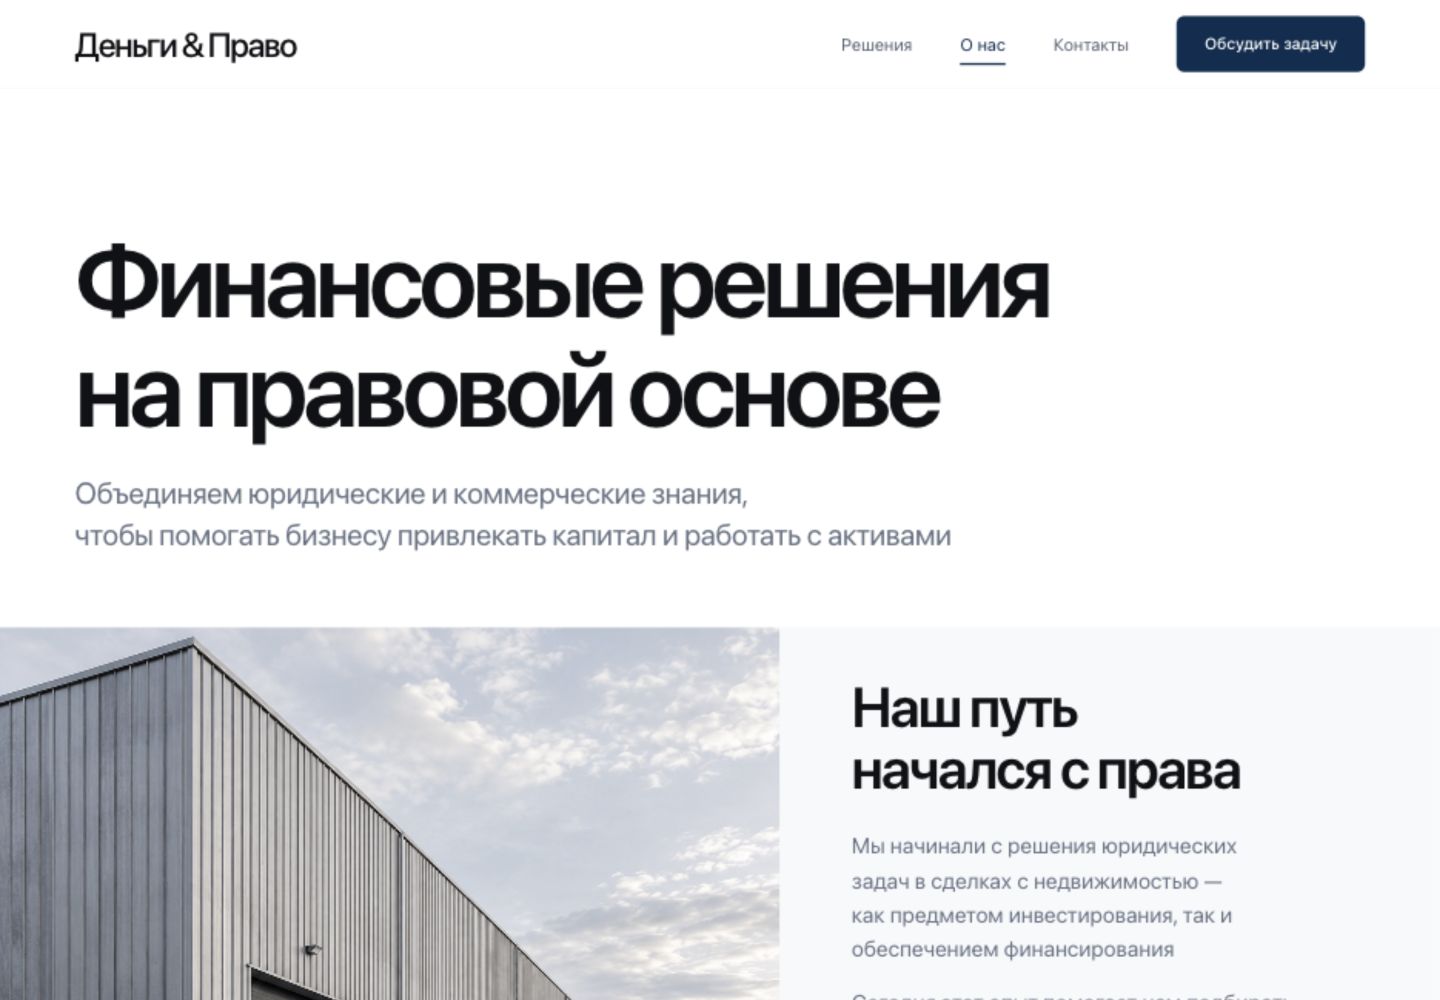 Деньги & Право
Решения
О нас
Контакты
Обсудить задачу
Финансовые решения
на правовой основе
Объединяем юридические и коммерческие знания,
чтобы помогать бизнесу привлекать капитал и работать с активами
Наш путь
начался с права
Мы начинали с решения юридических
задач в сделках с недвижимостью —
как предметом инвестирования, так и
обеспечением финансирования